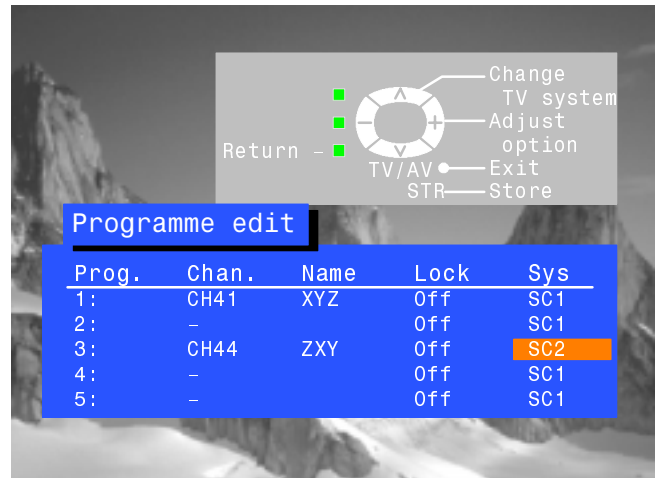 Change
TV system
Adjust
option
Return –
TV/AV Exit
STR Store
Programme edit
Prog. Chan. Name Lock Sys
1: CH41 XYZ Off SC1
2: – Off SC1
3: CH44 ZXY Off SC2
4: – Off SC1
5: – Off SC1